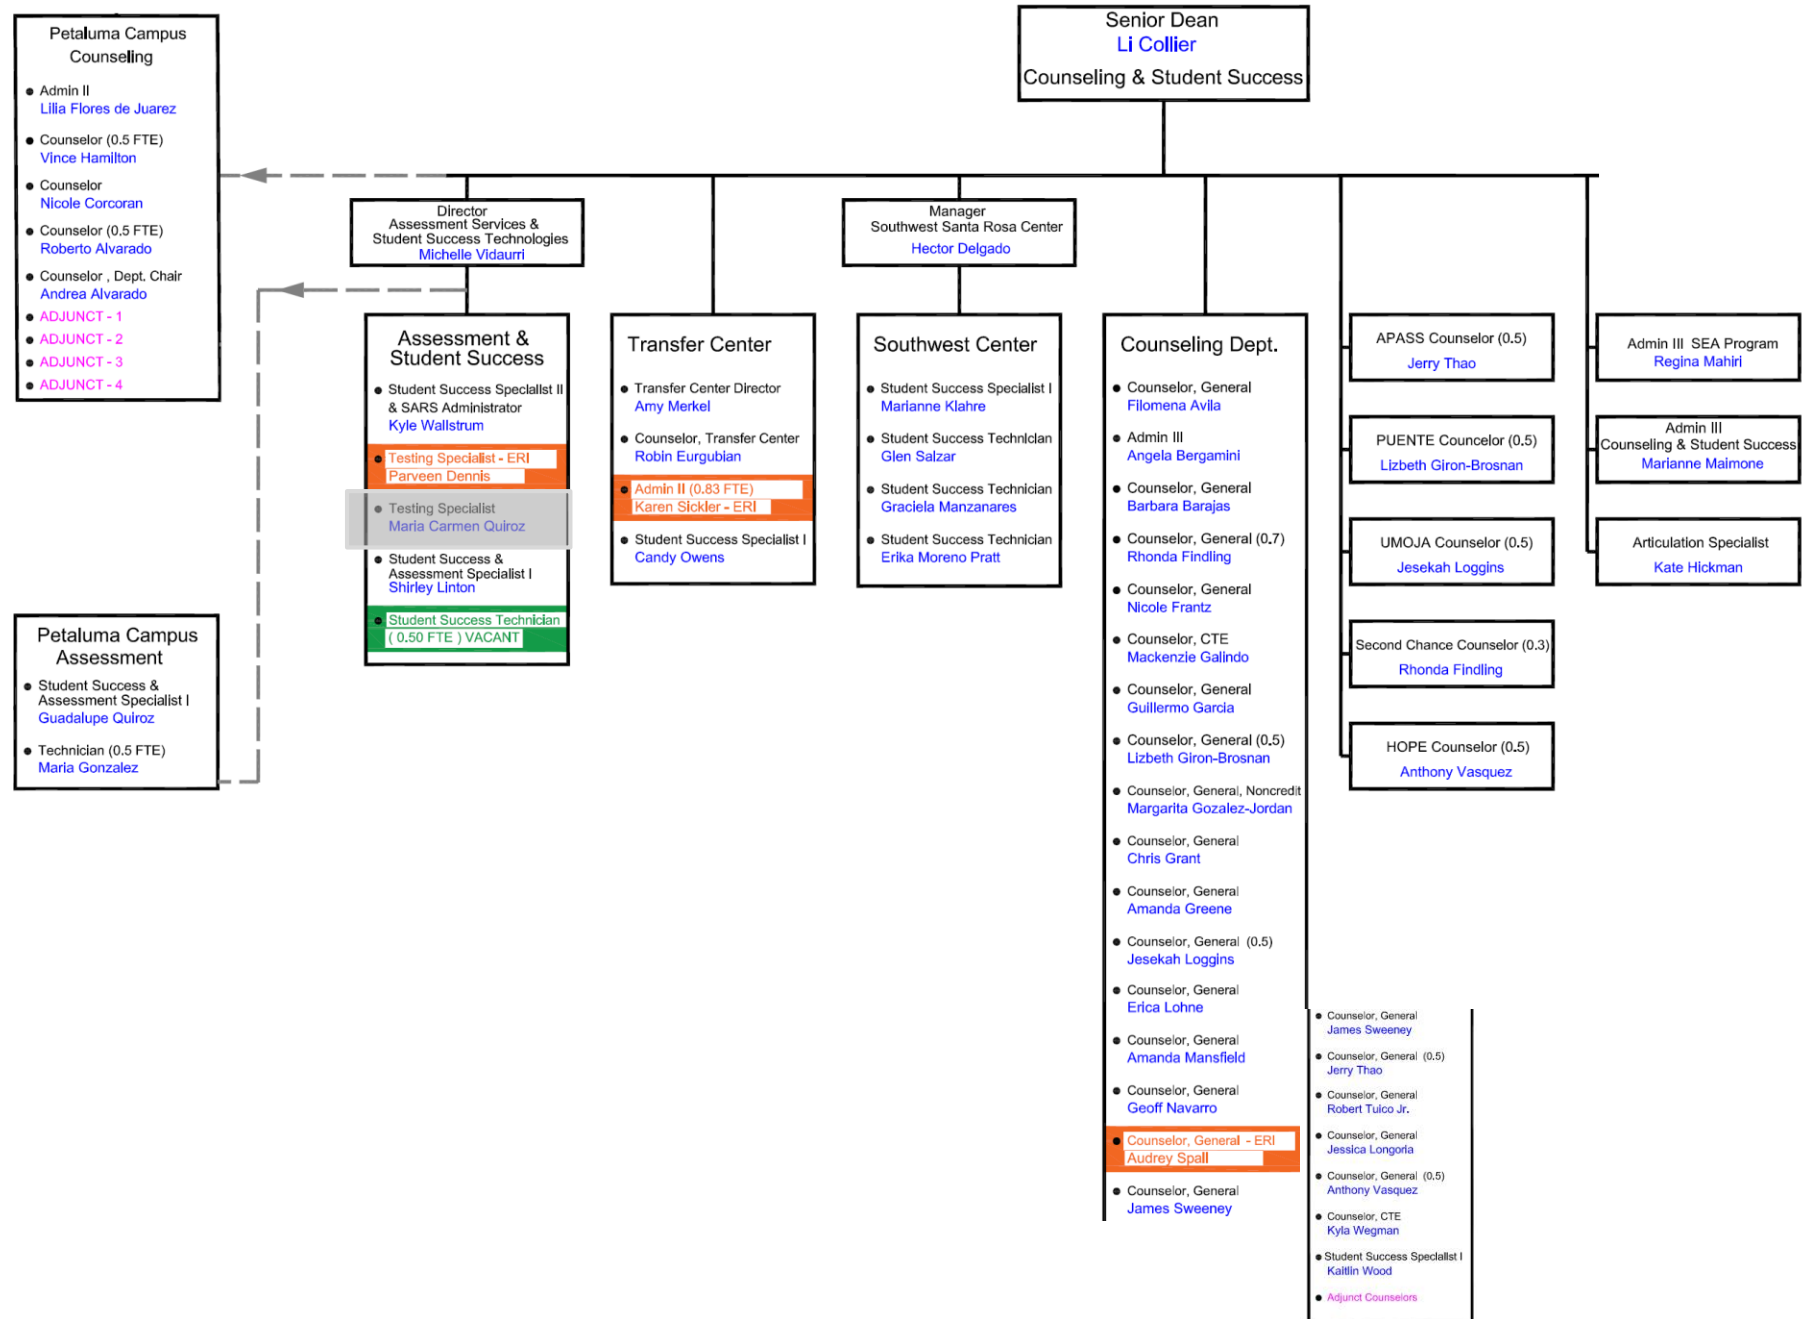 Senior Dean
Li Collier
Counseling & Student Success
Petaluma Campus
Counseling
Admin II
Lilia Flores de Juarez
Counselor (0.5 FTE)
Vince Hamilton
Counselor
Nicole Corcoran
Counselor (0.5 FTE)
Roberto Alvarado
Counselor , Dept. Chair
Andrea Alvarado
ADJUNCT - 1
ADJUNCT - 2
ADJUNCT - 3
ADJUNCT - 4
Director
Assessment Services &
Student Success Technologies
Michelle Vidaurri
Manager
Southwest Santa Rosa Center
Hector Delgado
Assessment &
Student Success
Student Success Specialist II
& SARS Administrator
Kyle Wallstrum
Testing Specialist - ERI
Parveen Dennis
Testing Specialist
Maria Carmen Quiroz
Student Success &
Assessment Specialist I
Shirley Linton
Student Success Technician
( 0.50 FTE ) VACANT
Transfer Center
Transfer Center Director
Amy Merkel
Counselor, Transfer Center
Robin Eurgubian
Admin II (0.83 FTE)
Karen Sickler - ERI
Student Success Specialist I
Candy Owens
Southwest Center
Student Success Specialist I
Marianne Klahre
Student Success Technician
Glen Salzar
Student Success Technician
Graciela Manzanares
Student Success Technician
Erika Moreno Pratt
Counseling Dept.
Counselor, General
Filomena Avila
Admin III
Angela Bergamini
Counselor, General
Barbara Barajas
Counselor, General (0.7)
Rhonda Findling
Counselor, General
Nicole Frantz
Counselor, CTE
Mackenzie Galindo
Counselor, General
Guillermo Garcia
Counselor, General (0.5)
Lizbeth Giron-Brosnan
Counselor, General, Noncredit
Margarita Gozalez-Jordan
Counselor, General
Chris Grant
Counselor, General
Amanda Greene
Counselor, General (0.5)
Jesekah Loggins
Counselor, General
Erica Lohne
Counselor, General
Amanda Mansfield
Counselor, General
Geoff Navarro
Counselor, General - ERI
Audrey Spall
Counselor, General
James Sweeney
Counselor, General
James Sweeney
Counselor, General (0.5)
Jerry Thao
Counselor, General
Robert Tuico Jr.
Counselor, General
Jessica Longoria
Counselor, General (0.5)
Anthony Vasquez
Counselor, CTE
Kyla Wegman
Student Success Specialist I
Kaitlin Wood
Adjunct Counselors
APASS Counselor (0.5)
Jerry Thao
PUENTE Councelor (0.5)
Lizbeth Giron-Brosnan
UMOJA Counselor (0.5)
Jesekah Loggins
Second Chance Counselor (0.3)
Rhonda Findling
HOPE Counselor (0.5)
Anthony Vasquez
Admin III SEA Program
Regina Mahiri
Admin III
Counseling & Student Success
Marianne Maimone
Articulation Specialist
Kate Hickman
Petaluma Campus
Assessment
Student Success &
Assessment Specialist I
Guadalupe Quiroz
Technician (0.5 FTE)
Maria Gonzalez